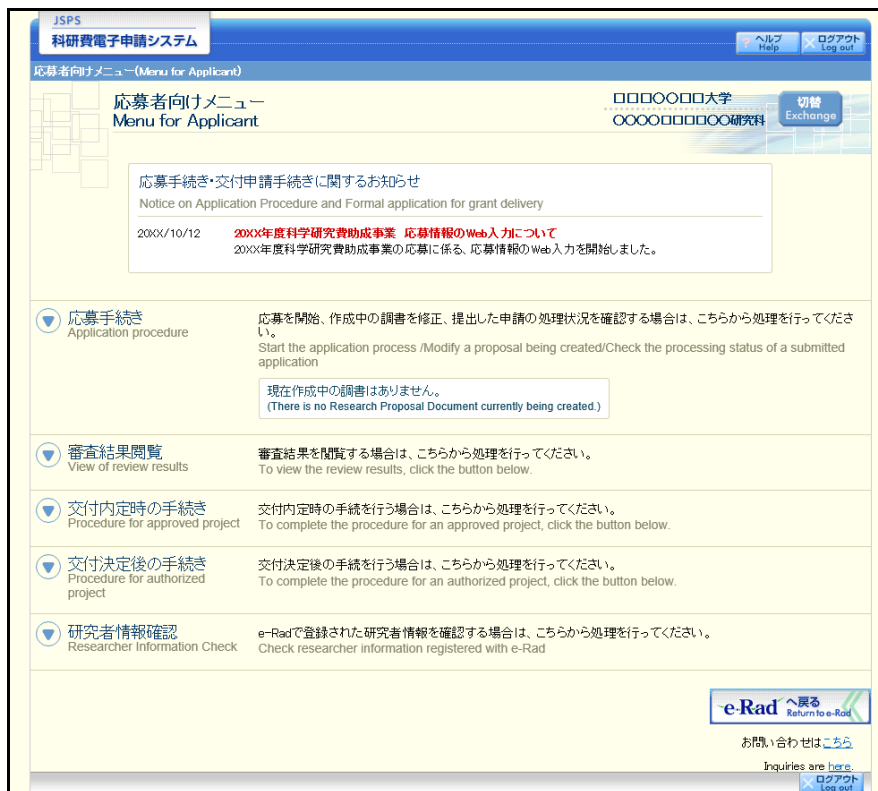 JSPS
科研費電子申請システム
? ヘルプ
Help
ログアウト
Log out
応募者向けメニュー(Menu for Applicant)
応募者向けメニュー
Menu for Applicant
□□□〇〇□□大学
〇〇〇〇□□□□□〇〇研究科
切替
Exchange
応募手続き・交付申請手続きに関するお知らせ
Notice on Application Procedure and Formal application for grant delivery
20XX/10/12 20XX年度科学研究費助成事業 応募情報のWeb入力について
20XX年度科学研究費助成事業の応募に係る、応募情報のWeb入力を開始しました。
応募手続き
Application procedure
応募を開始、作成中の調書を修正、提出した申請の処理状況を確認する場合は、こちらから処理を行ってくださ
い。
Start the application process /Modify a proposal being created/Check the processing status of a submitted
application
現在作成中の調書はありません。
(There is no Research Proposal Document currently being created.)
審査結果閲覧
View of review results
審査結果を閲覧する場合は、こちらから処理を行ってください。
To view the review results, click the button below.
交付内定時の手続き
Procedure for approved project
交付内定時の手続を行う場合は、こちらから処理を行ってください。
To complete the procedure for an approved project, click the button below.
交付決定後の手続き
Procedure for authorized
project
交付決定後の手続を行う場合は、こちらから処理を行ってください。
To complete the procedure for an authorized project, click the button below.
研究者情報確認
Researcher Information Check
e-Radで登録された研究者情報を確認する場合は、こちらから処理を行ってください。
Check researcher information registered with e-Rad
e-Rad へ戻る
Return to e-Rad
お問い合わせはこちら
Inquiries are here.
ログアウト
Log out